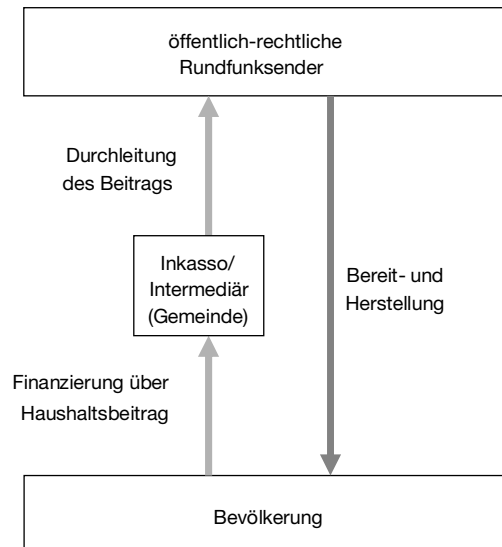 öffentlich-rechtliche
Rundfunksender
Durchleitung
des Beitrags
Inkasso/
Intermediär
(Gemeinde)
Bereit- und
Herstellung
Finanzierung über
Haushaltsbeitrag
Bevölkerung